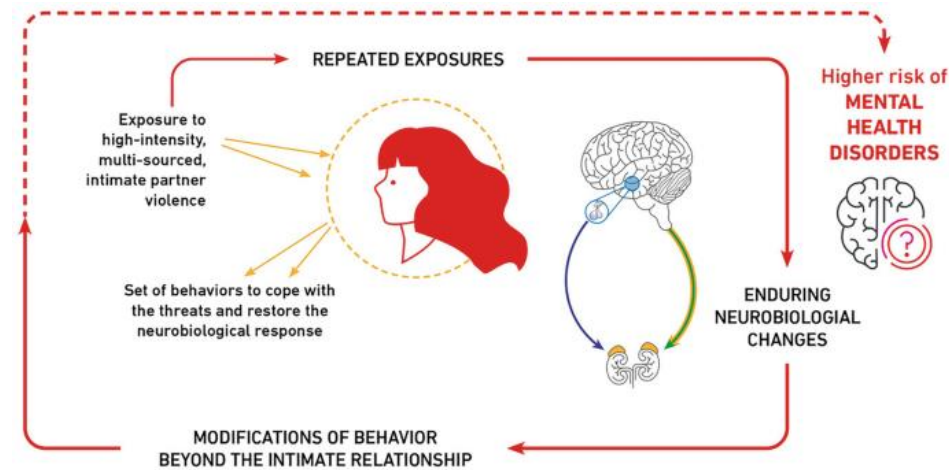 REPEATED EXPOSURES
Higher risk of
MENTAL
HEALTH
DISORDERS
Exposure to
high-intensity,
multi-sourced,
intimate partner
violence
?
Set of behaviors to cope with
the threats and restore the
neurobiological response
ENDURING
NEUROBIOLOGIAL
CHANGES
MODIFICATIONS OF BEHAVIOR
BEYOND THE INTIMATE RELATIONSHIP